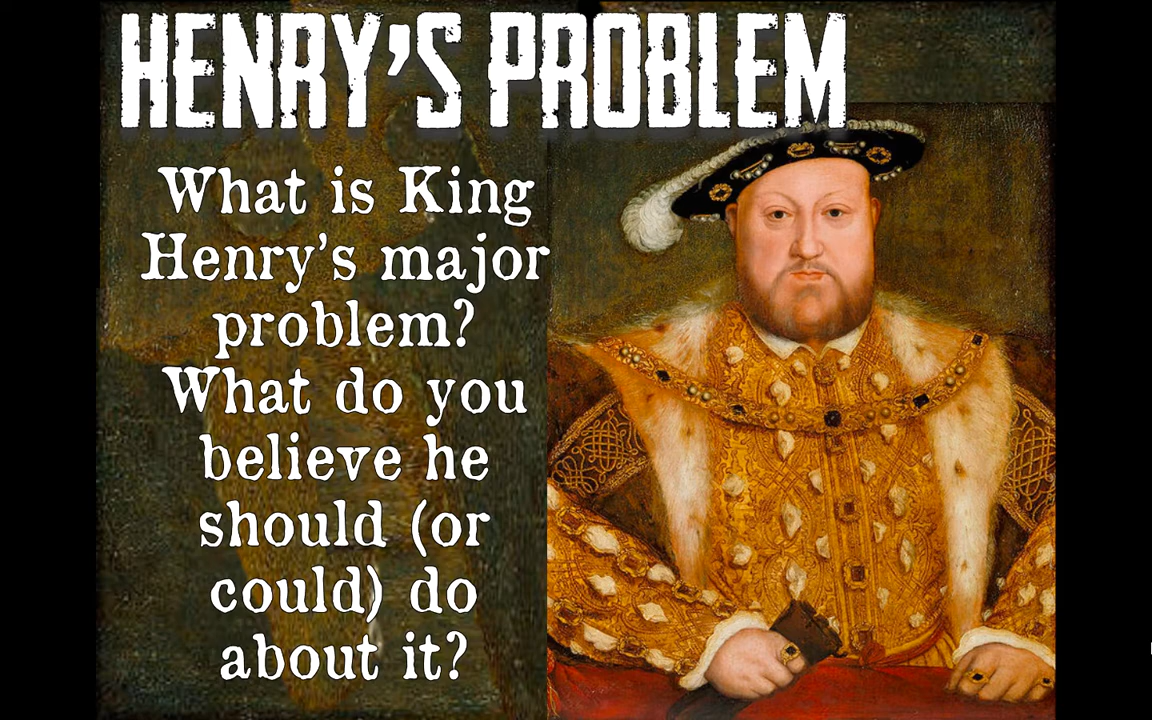 HENRY'S PROBLEM
What is King
Henry's major
problem?
What do you
believe he
should (or
could) do
about it?